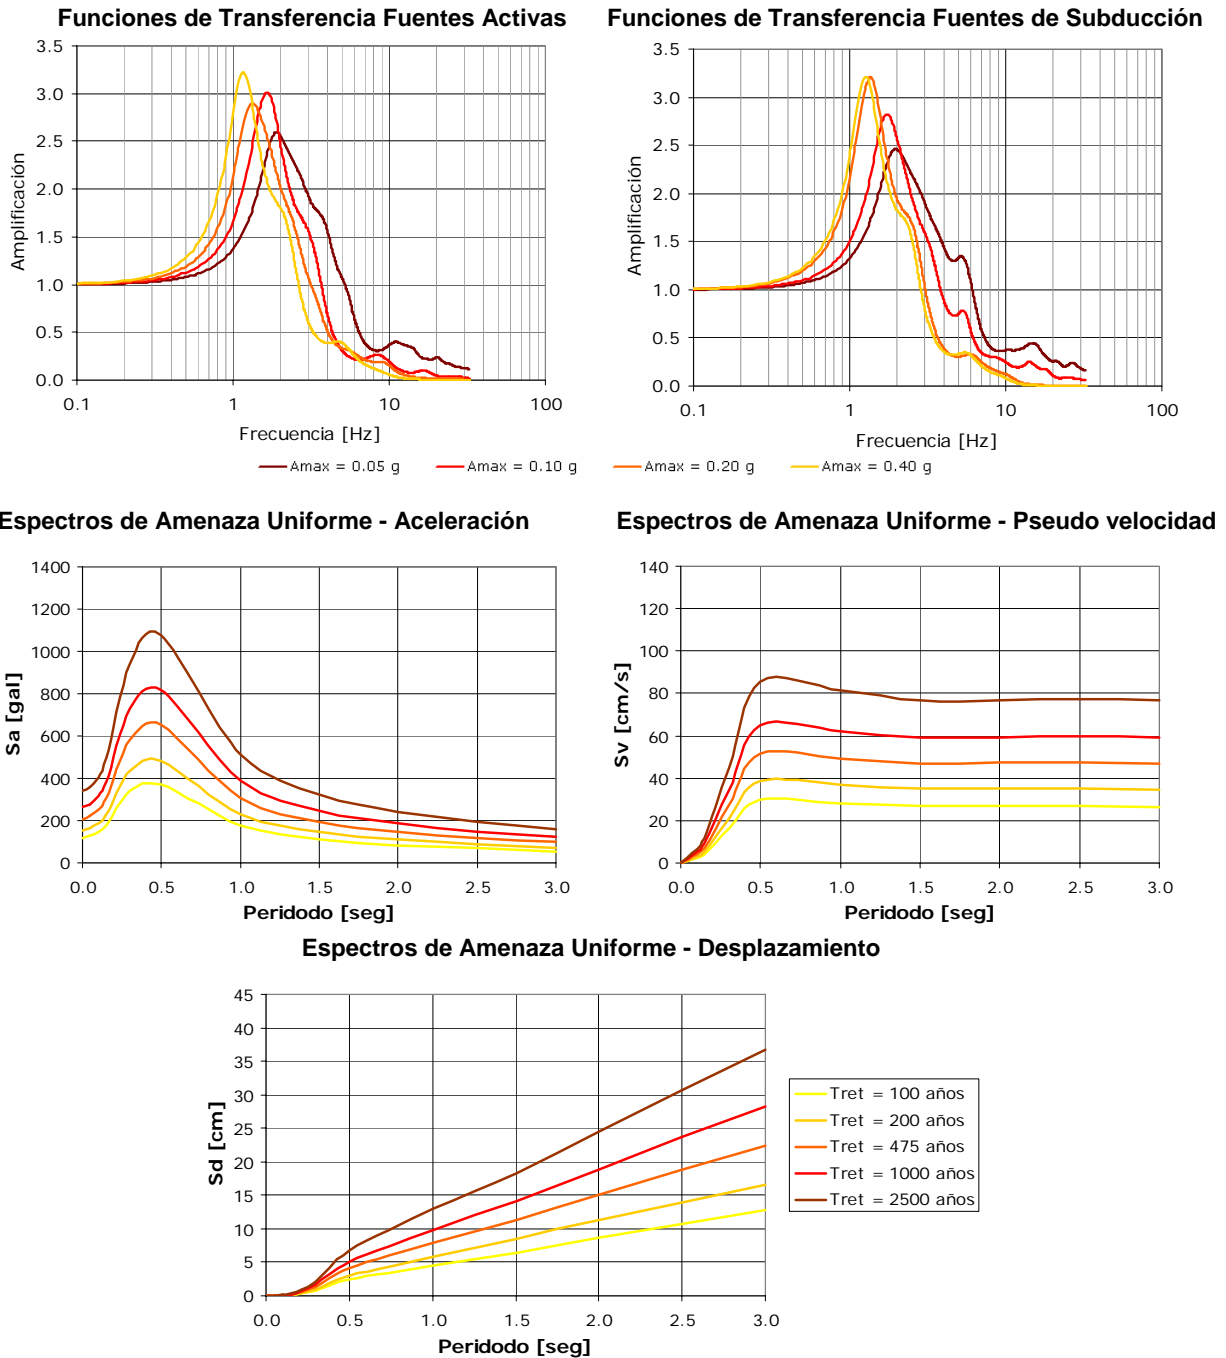 Funciones de Transferencia Fuentes Activas
Funciones de Transferencia Fuentes de Subducción
3.5
3.0
2.5
2.0
1.5
1.0
0.5
0.0
Amplificación
0.1
1
10
100
Frecuencia [Hz]
3.5
3.0
2.5
2.0
1.5
1.0
0.5
0.0
Amplificación
0.1
1
10
100
Frecuencia [Hz]
Amax = 0.05 g
Amax = 0.10 g
Amax = 0.20 g
Amax = 0.40 g
Espectros de Amenaza Uniforme - Aceleración
Espectros de Amenaza Uniforme - Pseudo velocidad
1400
1200
1000
800
600
400
200
0
Sa [gal]
0.0
0.5
1.0
1.5
2.0
2.5
3.0
Peridodo [seg]
140
120
100
80
60
40
20
0
Sv [cm/s]
0.0
0.5
1.0
1.5
2.0
2.5
3.0
Peridodo [seg]
Espectros de Amenaza Uniforme - Desplazamiento
45
40
35
30
25
20
15
10
5
0
Sd [cm]
0.0
0.5
1.0
1.5
2.0
2.5
3.0
Peridodo [seg]
Tret = 100 años
Tret = 200 años
Tret = 475 años
Tret = 1000 años
Tret = 2500 años